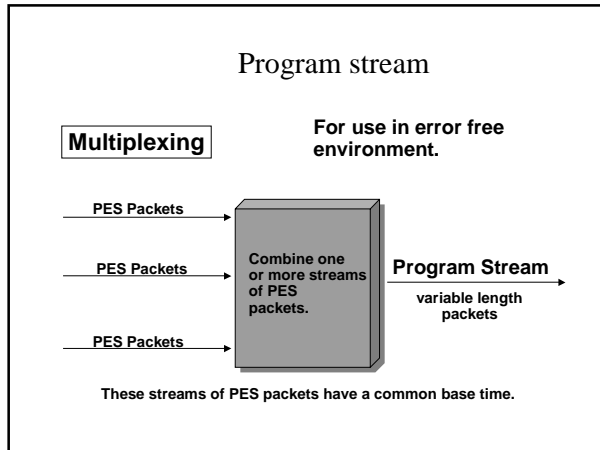 Program stream
Multiplexing
For use in error free
environment.
PES Packets
PES Packets
PES Packets
Combine one
or more streams
of PES
packets.
Program Stream
variable length
packets
These streams of PES packets have a common base time.